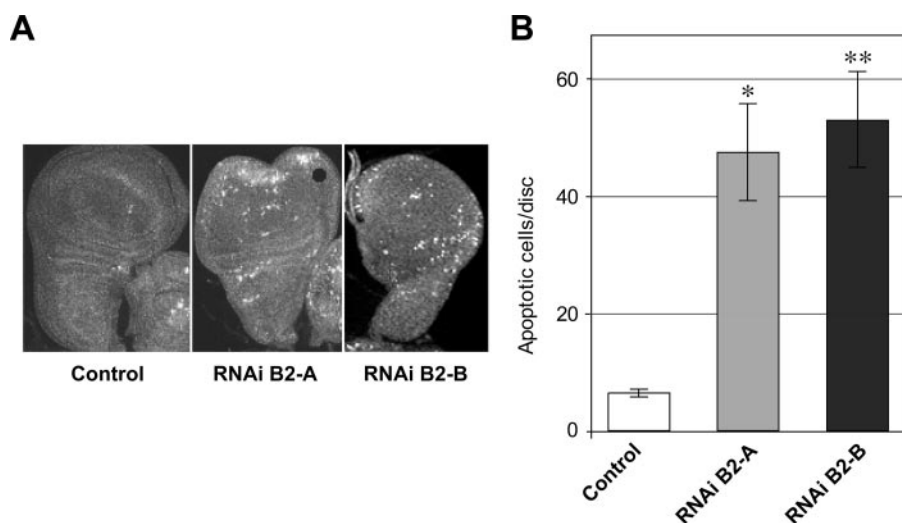 A
Control
RNAi B2-A
RNAi B2-B
B
Apoptotic cells/disc
60
40
20
0
*
**
Control
RNAi B2-A
RNAi B2-B